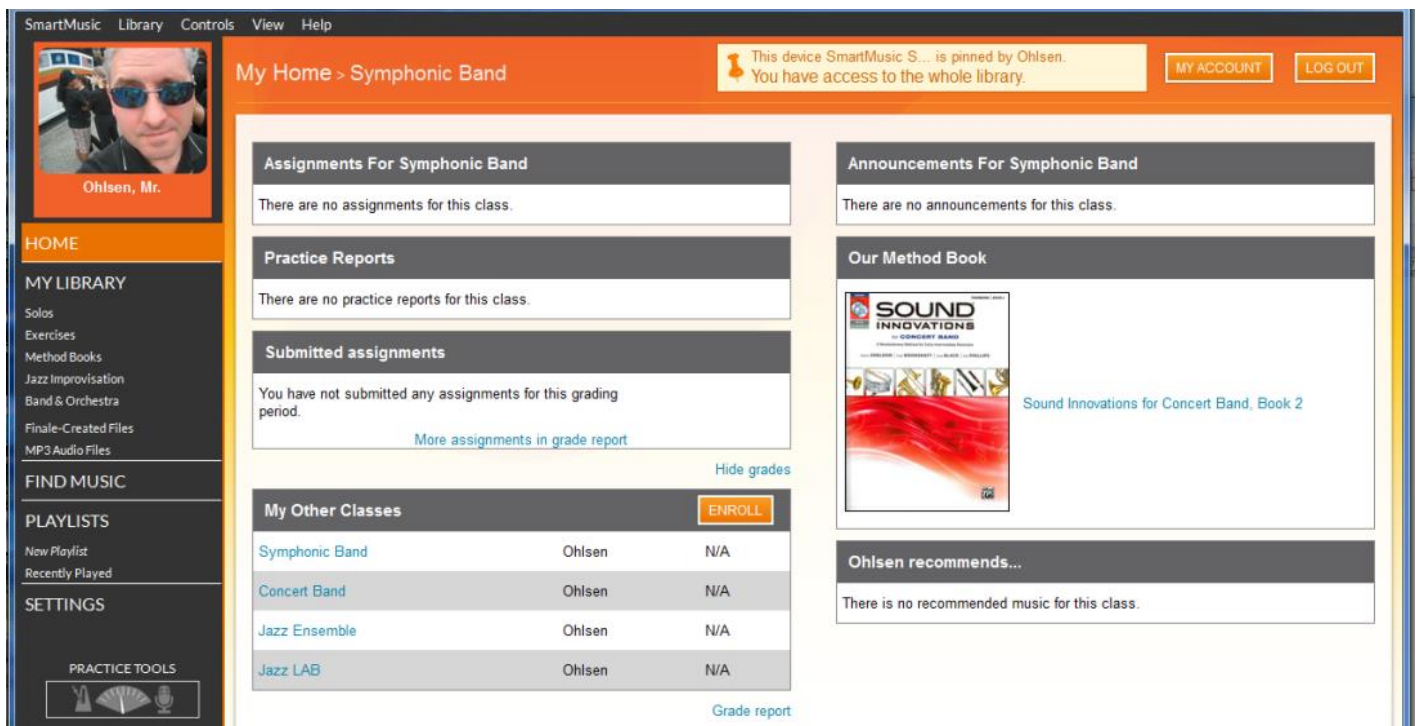 SmartMusic Library Controls View Help
Ohlsen, Mr.
HOME
MY LIBRARY
Solos
Exercises
Method Books
Jazz Improvisation
Band & Orchestra
Finale-Created Files
MP3 Audio Files
FIND MUSIC
PLAYLISTS
New Playlist
Recently Played
SETTINGS
PRACTICE TOOLS
My Home > Symphonic Band
This device SmartMusic S... is pinned by Ohlsen.
You have access to the whole library.
MY ACCOUNT
LOG OUT
Assignments For Symphonic Band
There are no assignments for this class.
Practice Reports
There are no practice reports for this class.
Submitted assignments
You have not submitted any assignments for this grading
period.
More assignments in grade report
Hide grades
My Other Classes ENROLL
Symphonic Band Ohlsen N/A
Concert Band Ohlsen N/A
Jazz Ensemble Ohlsen N/A
Jazz LAB Ohlsen N/A
Grade report
Announcements For Symphonic Band
There are no announcements for this class.
Our Method Book
SOUND
INNOVATIONS
for CONCERT BAND
Sound Innovations for Concert Band, Book 2
Ohlsen recommends...
There is no recommended music for this class.